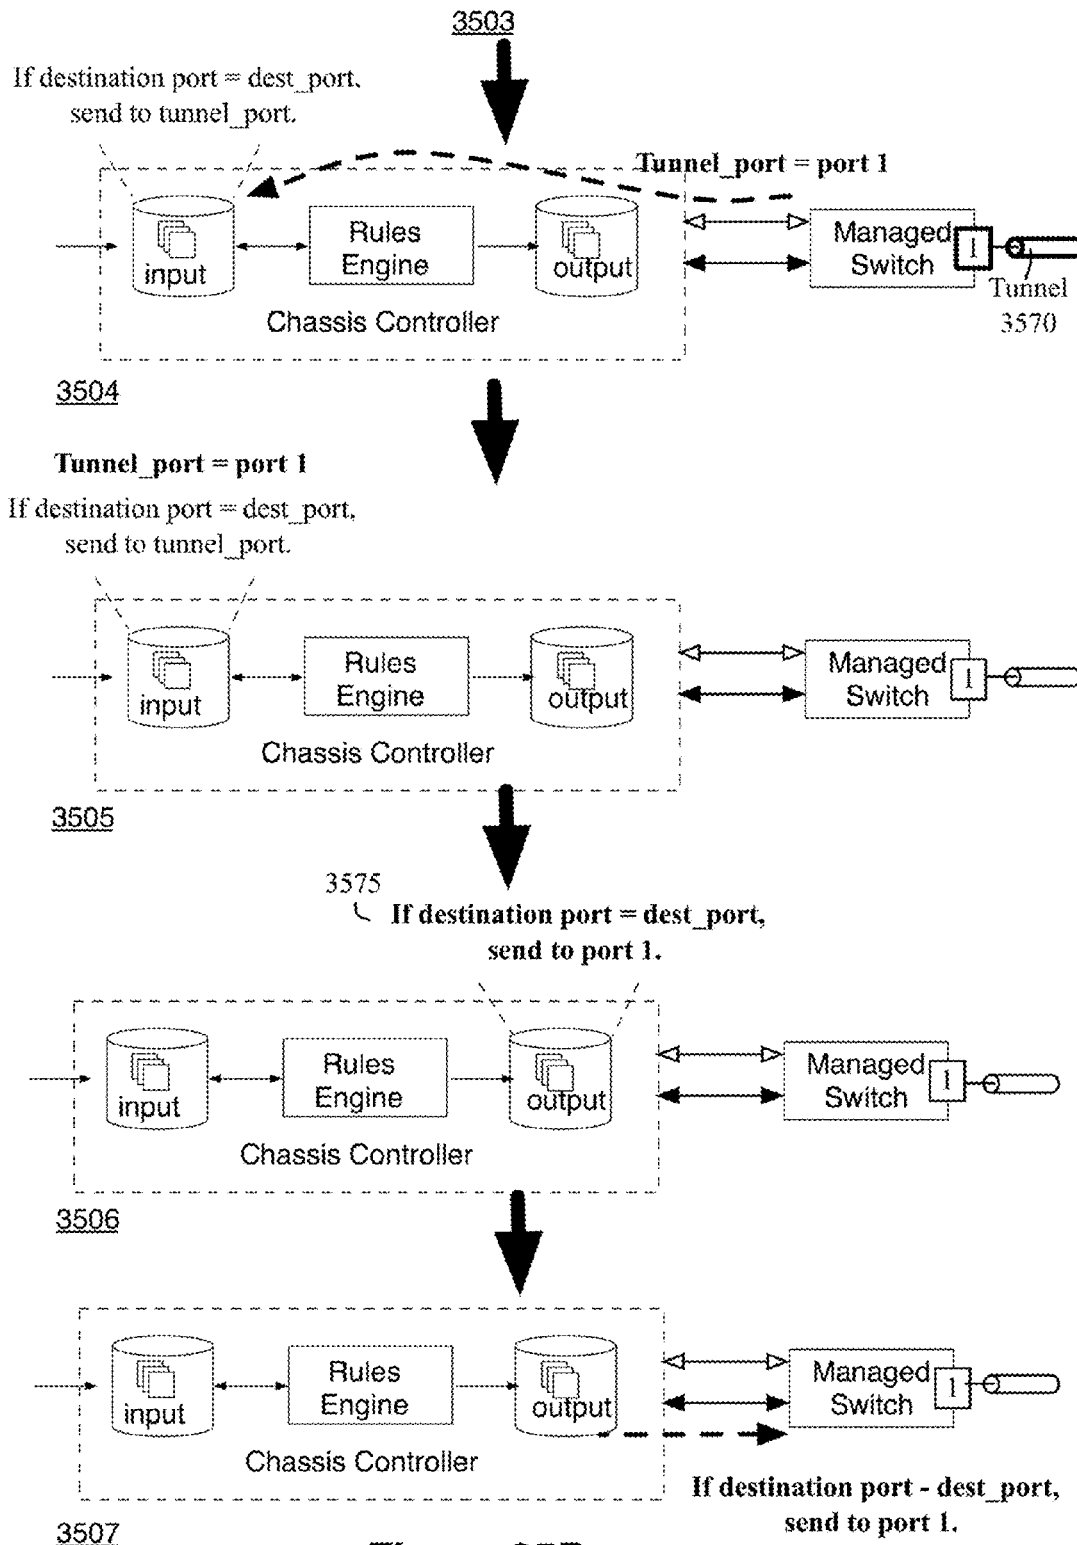 3503
If destination port = dest_port,
send to tunnel_port.
Tunnel_port = port 1
input
Rules
Engine
output
Managed
Switch
1
Chassis Controller
Tunnel
3570
3504
Tunnel_port = port 1
If destination port = dest_port,
send to tunnel_port.
input
Rules
Engine
output
Managed
Switch
1
Chassis Controller
3505
3575
If destination port = dest_port,
send to port 1.
input
Rules
Engine
output
Managed
Switch
1
Chassis Controller
3506
input
Rules
Engine
output
Managed
Switch
1
Chassis Controller
If destination port - dest_port,
send to port 1.
3507